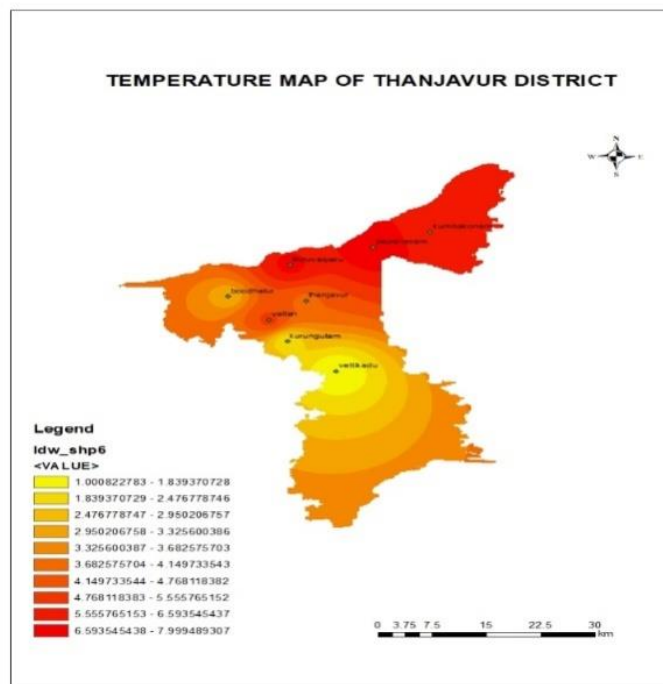 TEMPERATURE MAP OF THANJAVUR DISTRICT
N
W E
S
kumbakonam
thiruvaiyaru
boodhalur
thanjavur
vallam
kurungulam
vettikadu
Legend
Idw_shp6
<VALUE>
1.000822783 - 1.839370728
1.839370729 - 2.476778746
2.476778747 - 2.950206757
2.950206758 - 3.325600386
3.325600387 - 3.682575703
3.682575704 - 4.149733543
4.149733544 - 4.768118382
4.768118383 - 5.555765152
5.555765153 - 6.593545437
6.593545438 - 7.999489307
0 3.75 7.5 15 22.5 30
km